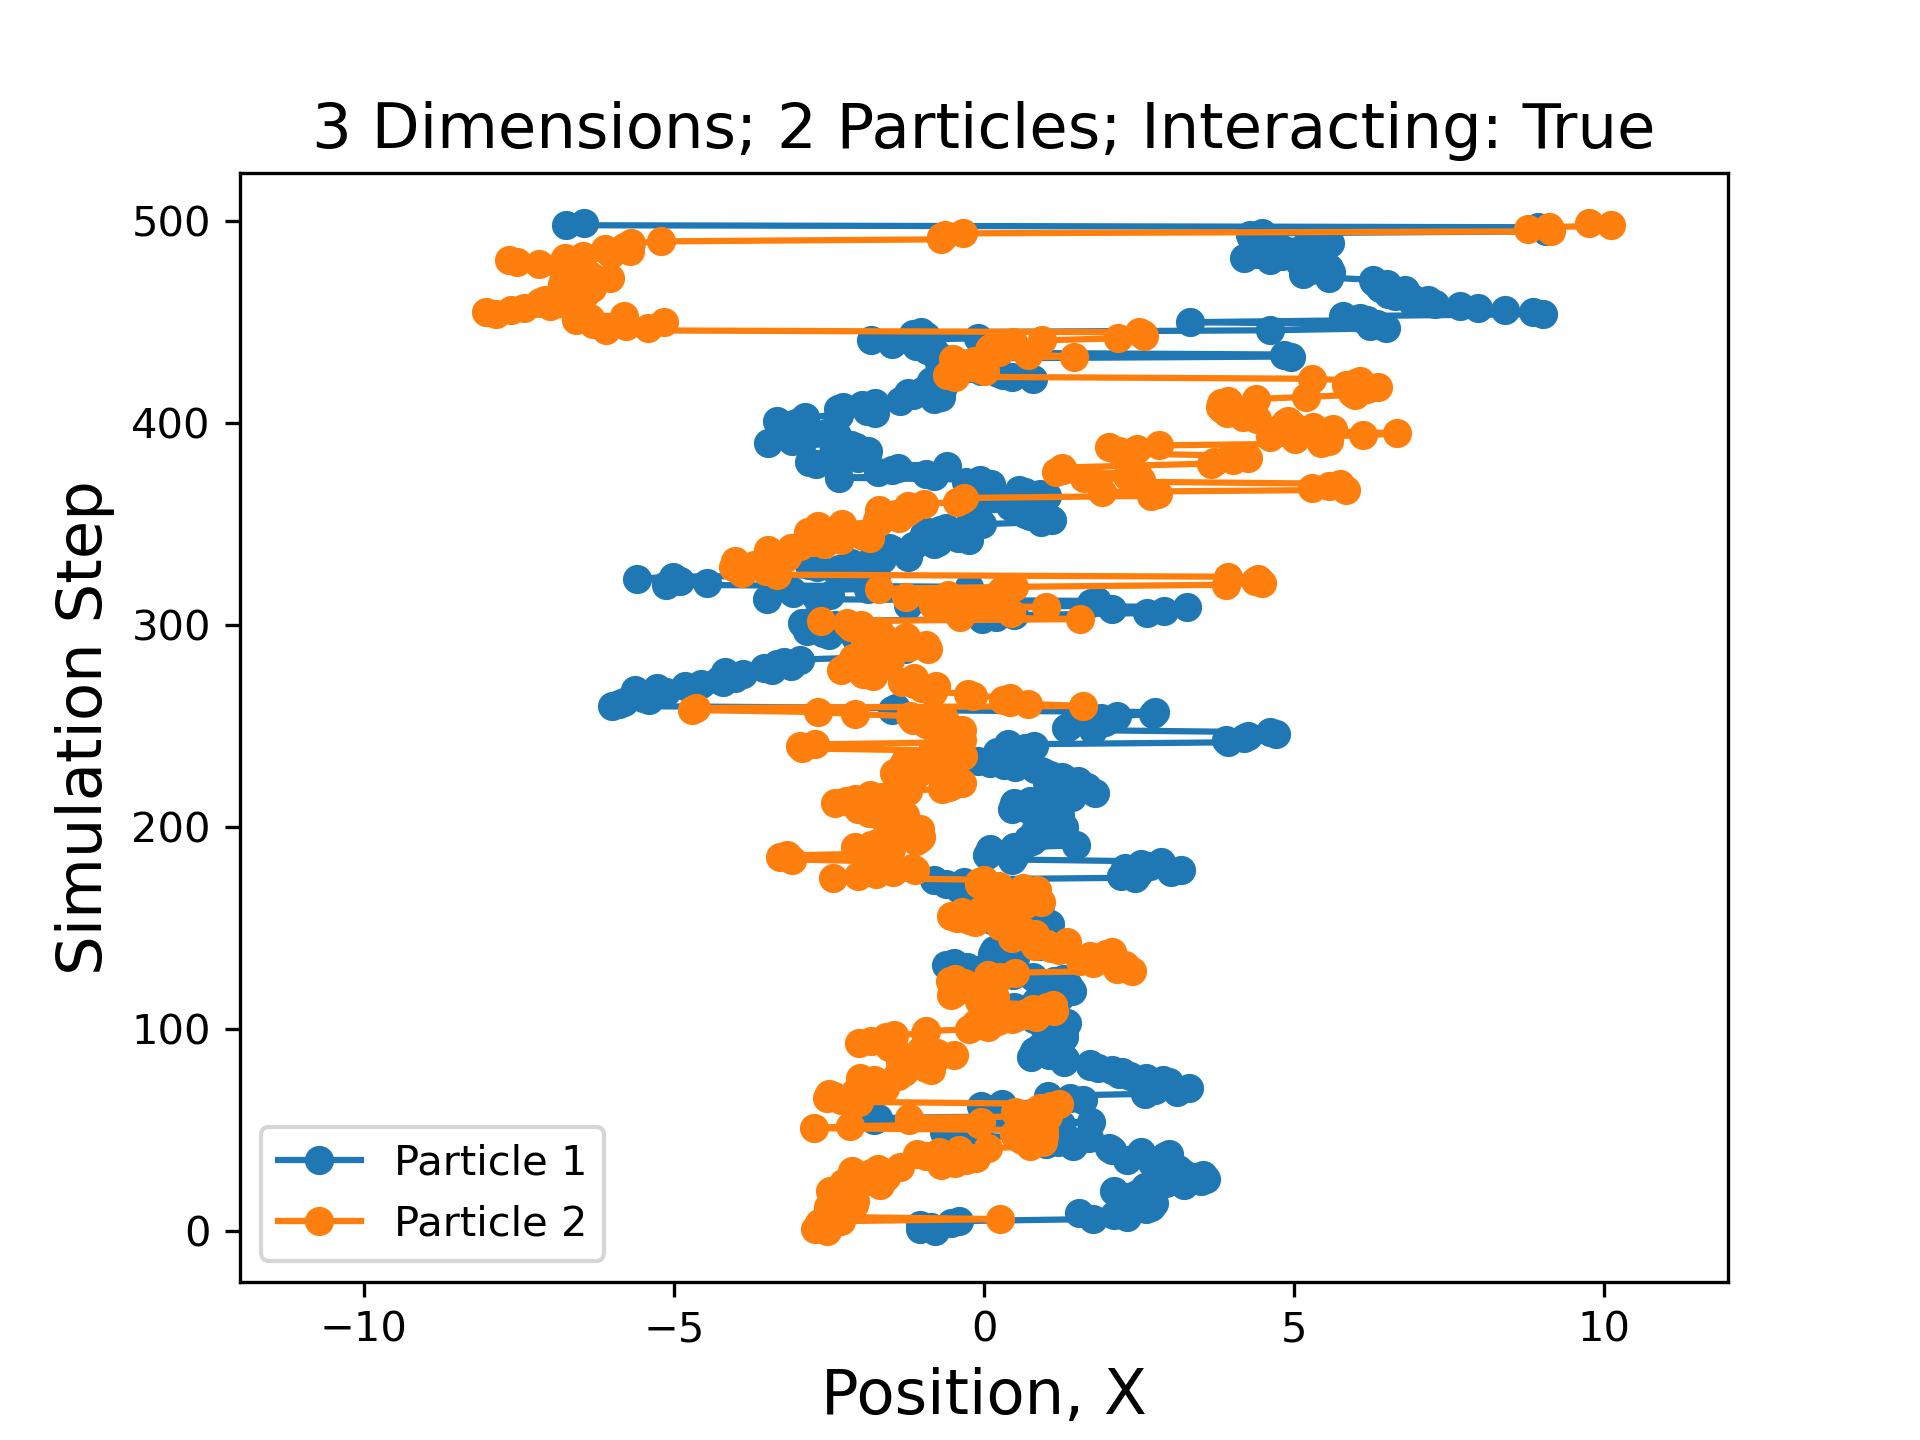 3 Dimensions; 2 Particles; Interacting: True
Simulation Step
500
400
300
200
100
0
Particle 1
Particle 2
−10
−5
0
5
10
Position, X